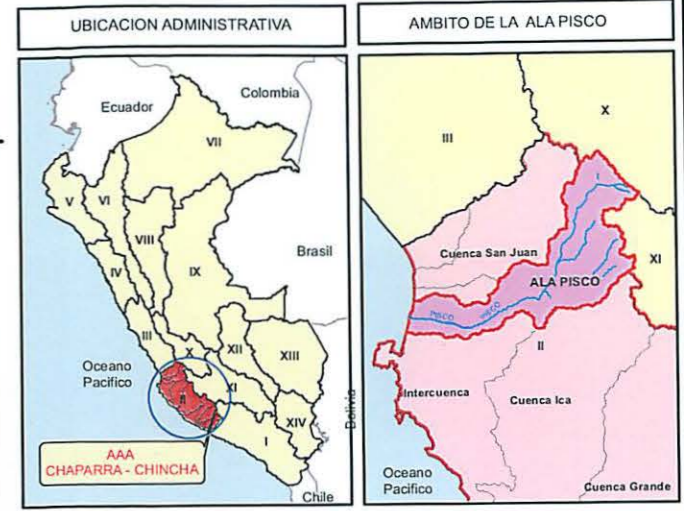 UBICACION ADMINISTRATIVA
Ecuador
Colombia
VII
V
VI
VIII
IV
IX
Brasil
III
X
XII
XIII
Oceano
Pacifico
II
XI
XIV
I
Bolivia
AAA
CHAPARRA - CHINCHA
Chile
AMBITO DE LA ALA PISCO
X
III
Cuenca San Juan
XI
ALA PISCO
PISCO
PISCO
II
Intercuenca
Cuenca Ica
Oceano
Pacifico
Cuenca Grande